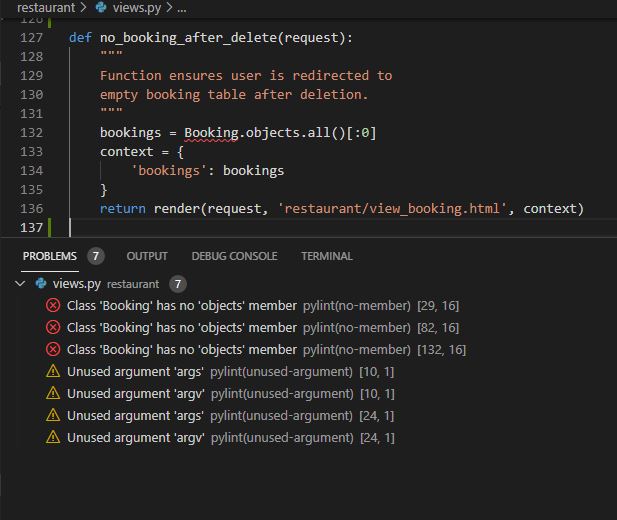 restaurant > views.py > ...
126
127 def no_booking_after_delete(request):
128 """
129 Function ensures user is redirected to
130 empty booking table after deletion.
131 """
132 bookings = Booking.objects.all()[:0]
133 context = {
134 'bookings': bookings
135 }
136 return render(request, 'restaurant/view_booking.html', context)
137
PROBLEMS 7 OUTPUT DEBUG CONSOLE TERMINAL
views.py restaurant 7
Class 'Booking' has no 'objects' member pylint(no-member) [29, 16]
Class 'Booking' has no 'objects' member pylint(no-member) [82, 16]
Class 'Booking' has no 'objects' member pylint(no-member) [132, 16]
Unused argument 'args' pylint(unused-argument) [10, 1]
Unused argument 'argv' pylint(unused-argument) [10, 1]
Unused argument 'args' pylint(unused-argument) [24, 1]
Unused argument 'argv' pylint(unused-argument) [24, 1]